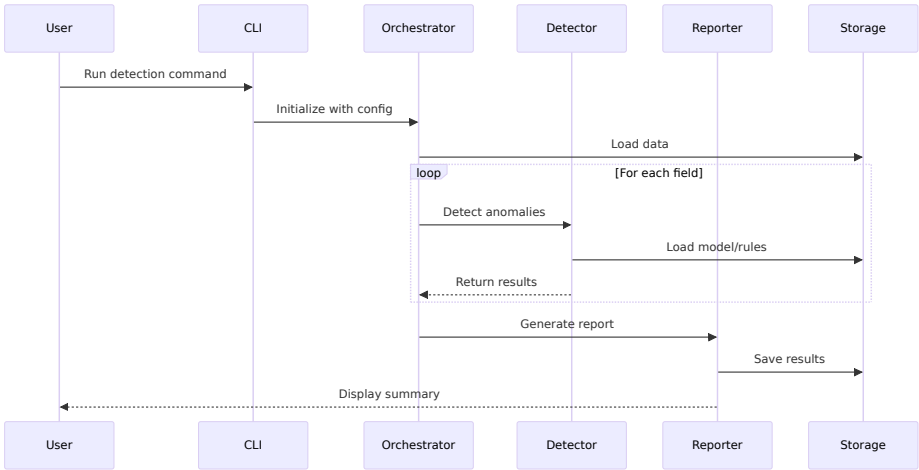 User CLI Orchestrator Detector Reporter Storage
Run detection command
Initialize with config
Load data
loop [For each field]
Detect anomalies
Load model/rules
Return results
Generate report
Save results
Display summary
User CLI Orchestrator Detector Reporter Storage